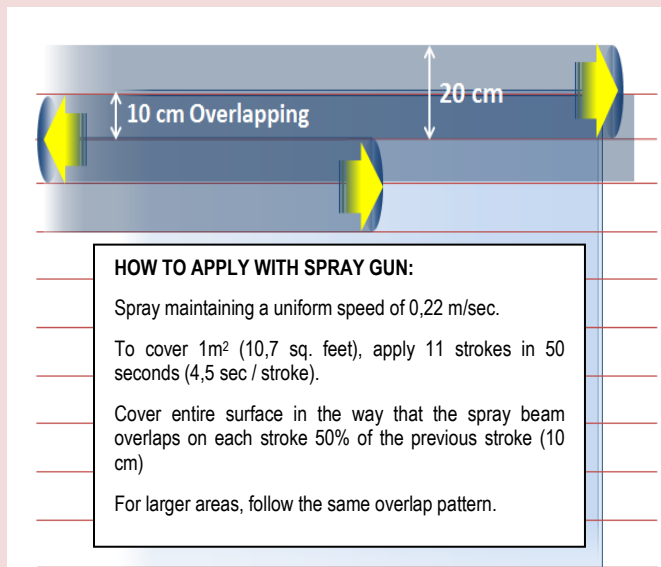 20 cm
10 cm Overlapping
HOW TO APPLY WITH SPRAY GUN:
Spray maintaining a uniform speed of 0,22 m/sec.
To cover 1m² (10,7 sq. feet), apply 11 strokes in 50
seconds (4,5 sec / stroke).
Cover entire surface in the way that the spray beam
overlaps on each stroke 50% of the previous stroke (10
cm)
For larger areas, follow the same overlap pattern.